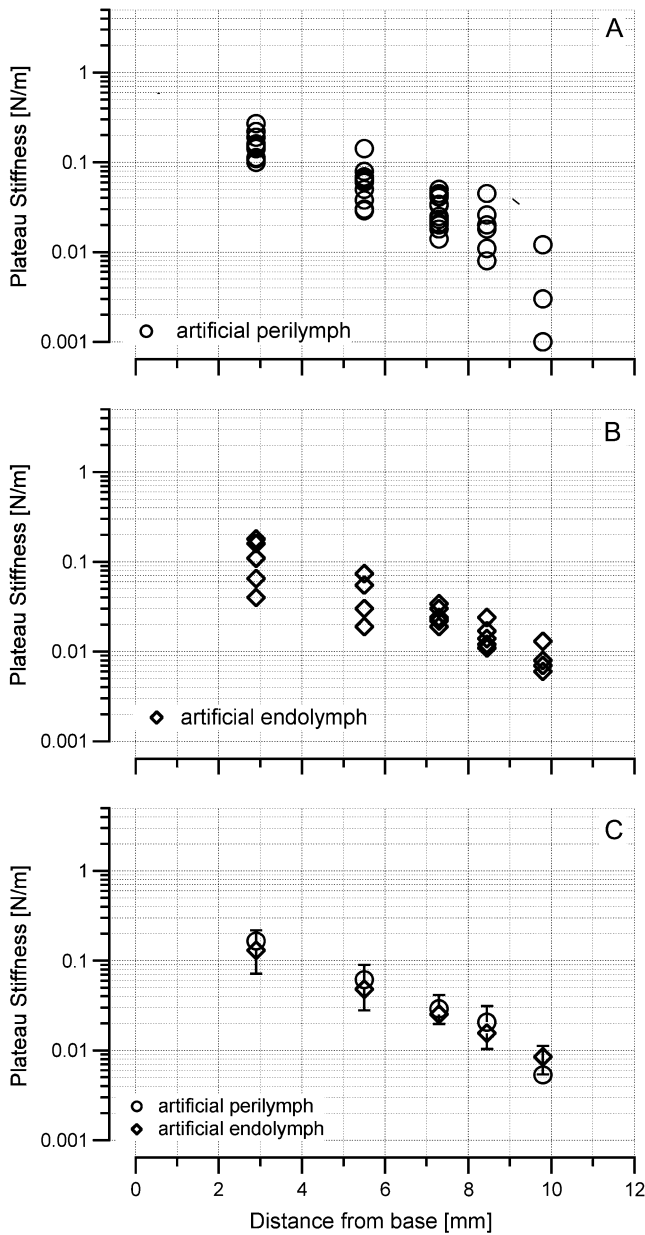 A
Plateau Stiffness [N/m]
1
0.1
0.01
0.001
artificial perilymph
B
Plateau Stiffness [N/m]
1
0.1
0.01
0.001
artificial endolymph
C
Plateau Stiffness [N/m]
1
0.1
0.01
0.001
artificial perilymph
artificial endolymph
0 2 4 6 8 10 12
Distance from base [mm]